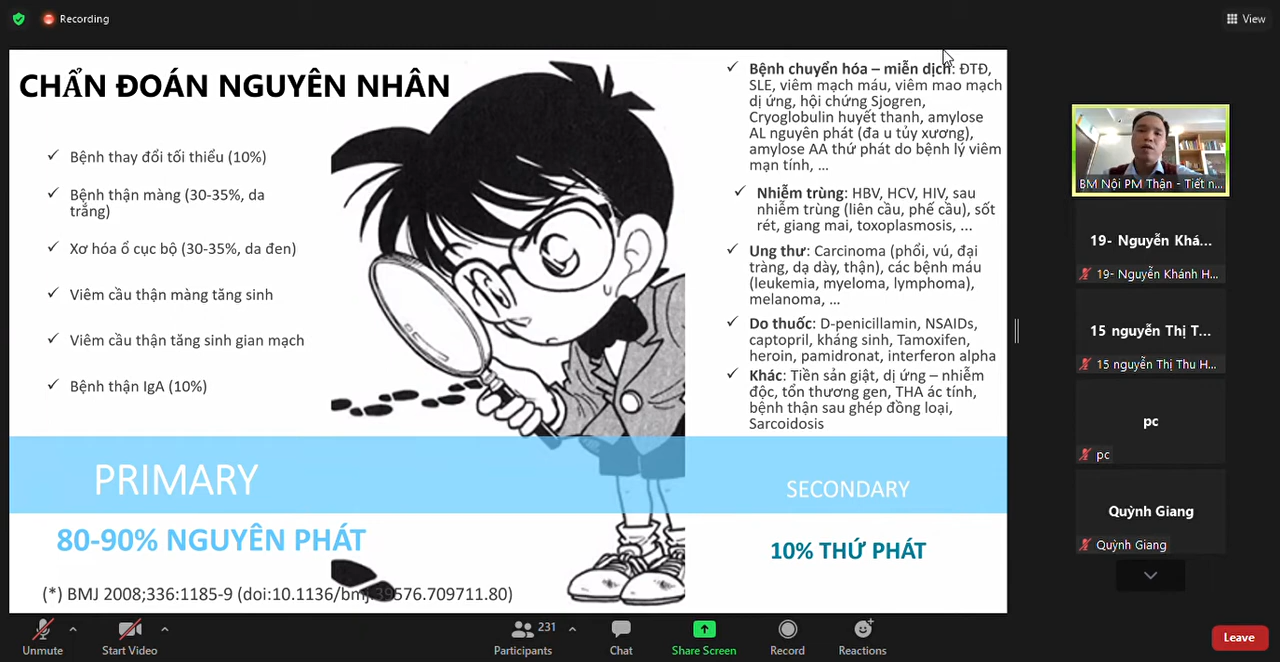 Recording
View
CHẨN ĐOÁN NGUYÊN NHÂN
✓ Bệnh thay đổi tối thiểu (10%)
✓ Bệnh thận màng (30-35%, da
trắng)
✓ Xơ hóa ổ cục bộ (30-35%, da đen)
✓ Viêm cầu thận màng tăng sinh
✓ Viêm cầu thận tăng sinh gian mạch
✓ Bệnh thận IgA (10%)
PRIMARY
80-90% NGUYÊN PHÁT
(*) BMJ 2008;336:1185-9 (doi:10.1136/bmj.39576.709711.80)
✓ Bệnh chuyển hóa – miễn dịch: ĐTĐ,
SLE, viêm mạch máu, viêm mao mạch
dị ứng, hội chứng Sjogren,
Cryoglobulin huyết thanh, amylose
AL nguyên phát (đa u tủy xương),
amylose AA thứ phát do bệnh lý viêm
mạn tính, ...
✓ Nhiễm trùng: HBV, HCV, HIV, sau
nhiễm trùng (liên cầu, phế cầu), sốt
rét, giang mai, toxoplasmosis, ...
✓ Ung thư: Carcinoma (phổi, vú, đại
tràng, dạ dày, thận), các bệnh máu
(leukemia, myeloma, lymphoma),
melanoma, ...
✓ Do thuốc: D-penicillamin, NSAIDs,
captopril, kháng sinh, Tamoxifen,
heroin, pamidronat, interferon alpha
✓ Khác: Tiền sản giật, dị ứng – nhiễm
độc, tổn thương gen, THA ác tính,
bệnh thận sau ghép đồng loại,
Sarcoidosis
SECONDARY
10% THỨ PHÁT
BM Nội PM Thận - Tiết n...
19- Nguyễn Khá...
19- Nguyễn Khánh H...
15 nguyễn Thị T...
15 nguyễn Thị Thu H...
pc
pc
Quỳnh Giang
Quỳnh Giang
Unmute
Start Video
231
Participants
Chat
Share Screen
Record
Reactions
Leave